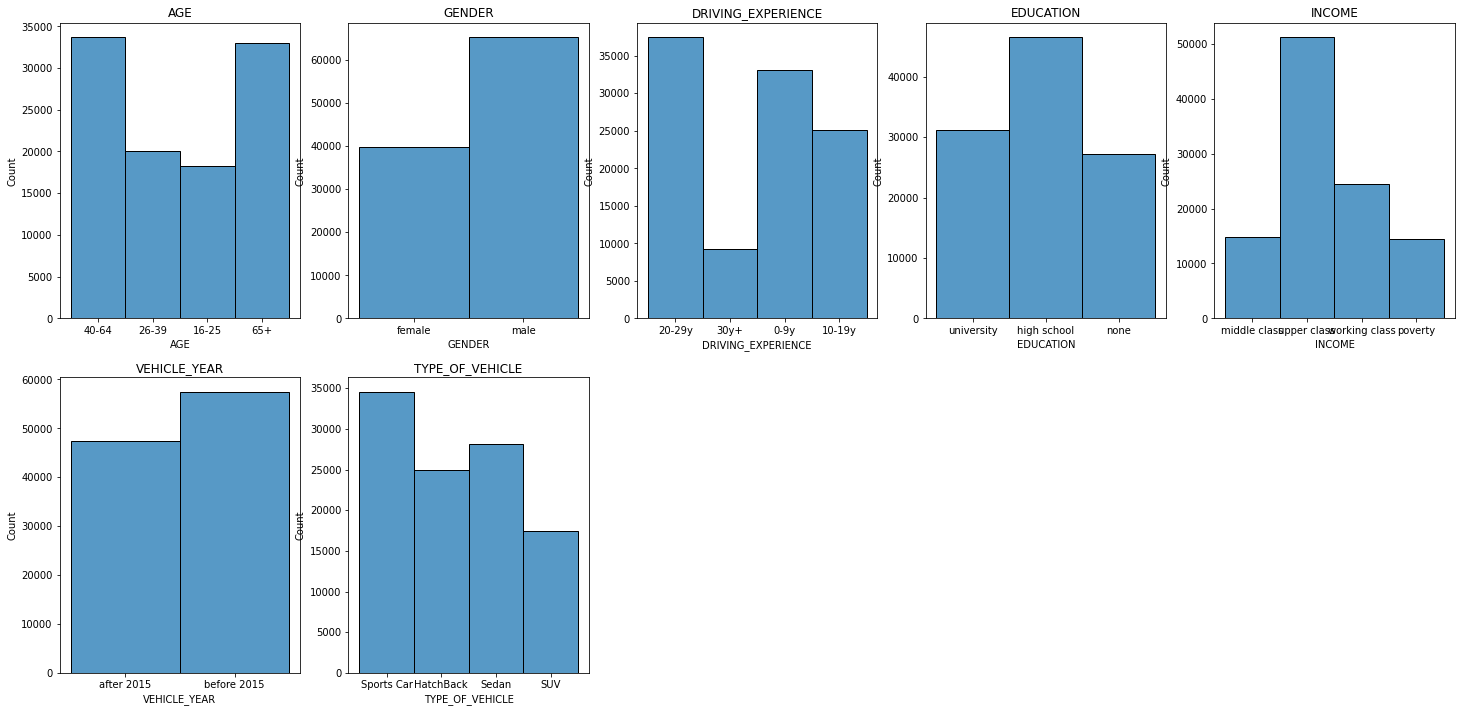 AGE
35000
30000
25000
20000
15000
10000
5000
0
Count
40-64 26-39 16-25 65+
AGE
GENDER
60000
50000
40000
30000
20000
10000
0
Count
female male
GENDER
DRIVING_EXPERIENCE
35000
30000
25000
20000
15000
10000
5000
0
Count
20-29y 30y+ 0-9y 10-19y
DRIVING_EXPERIENCE
EDUCATION
40000
30000
20000
10000
0
Count
university high school none
EDUCATION
INCOME
50000
40000
30000
20000
10000
0
Count
middle class upper class working class poverty
INCOME
VEHICLE_YEAR
60000
50000
40000
30000
20000
10000
0
Count
after 2015 before 2015
VEHICLE_YEAR
TYPE_OF_VEHICLE
35000
30000
25000
20000
15000
10000
5000
0
Count
Sports Car HatchBack Sedan SUV
TYPE_OF_VEHICLE